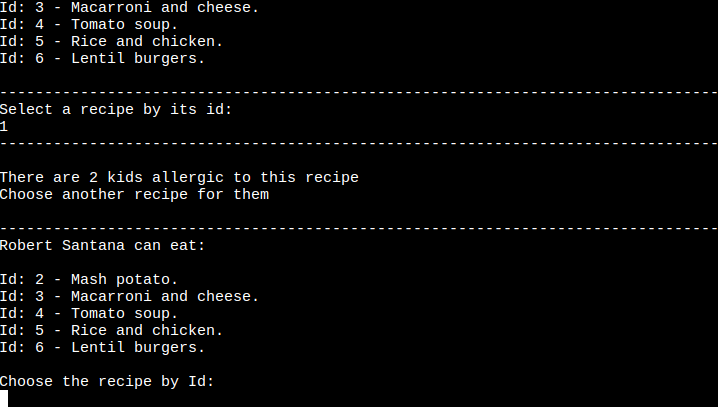 Id: 3 - Macarroni and cheese.
Id: 4 - Tomato soup.
Id: 5 - Rice and chicken.
Id: 6 - Lentil burgers.
--------------------------------------------------------------------------------
Select a recipe by its id:
1
--------------------------------------------------------------------------------
There are 2 kids allergic to this recipe
Choose another recipe for them
--------------------------------------------------------------------------------
Robert Santana can eat:
Id: 2 - Mash potato.
Id: 3 - Macarroni and cheese.
Id: 4 - Tomato soup.
Id: 5 - Rice and chicken.
Id: 6 - Lentil burgers.
Choose the recipe by Id: